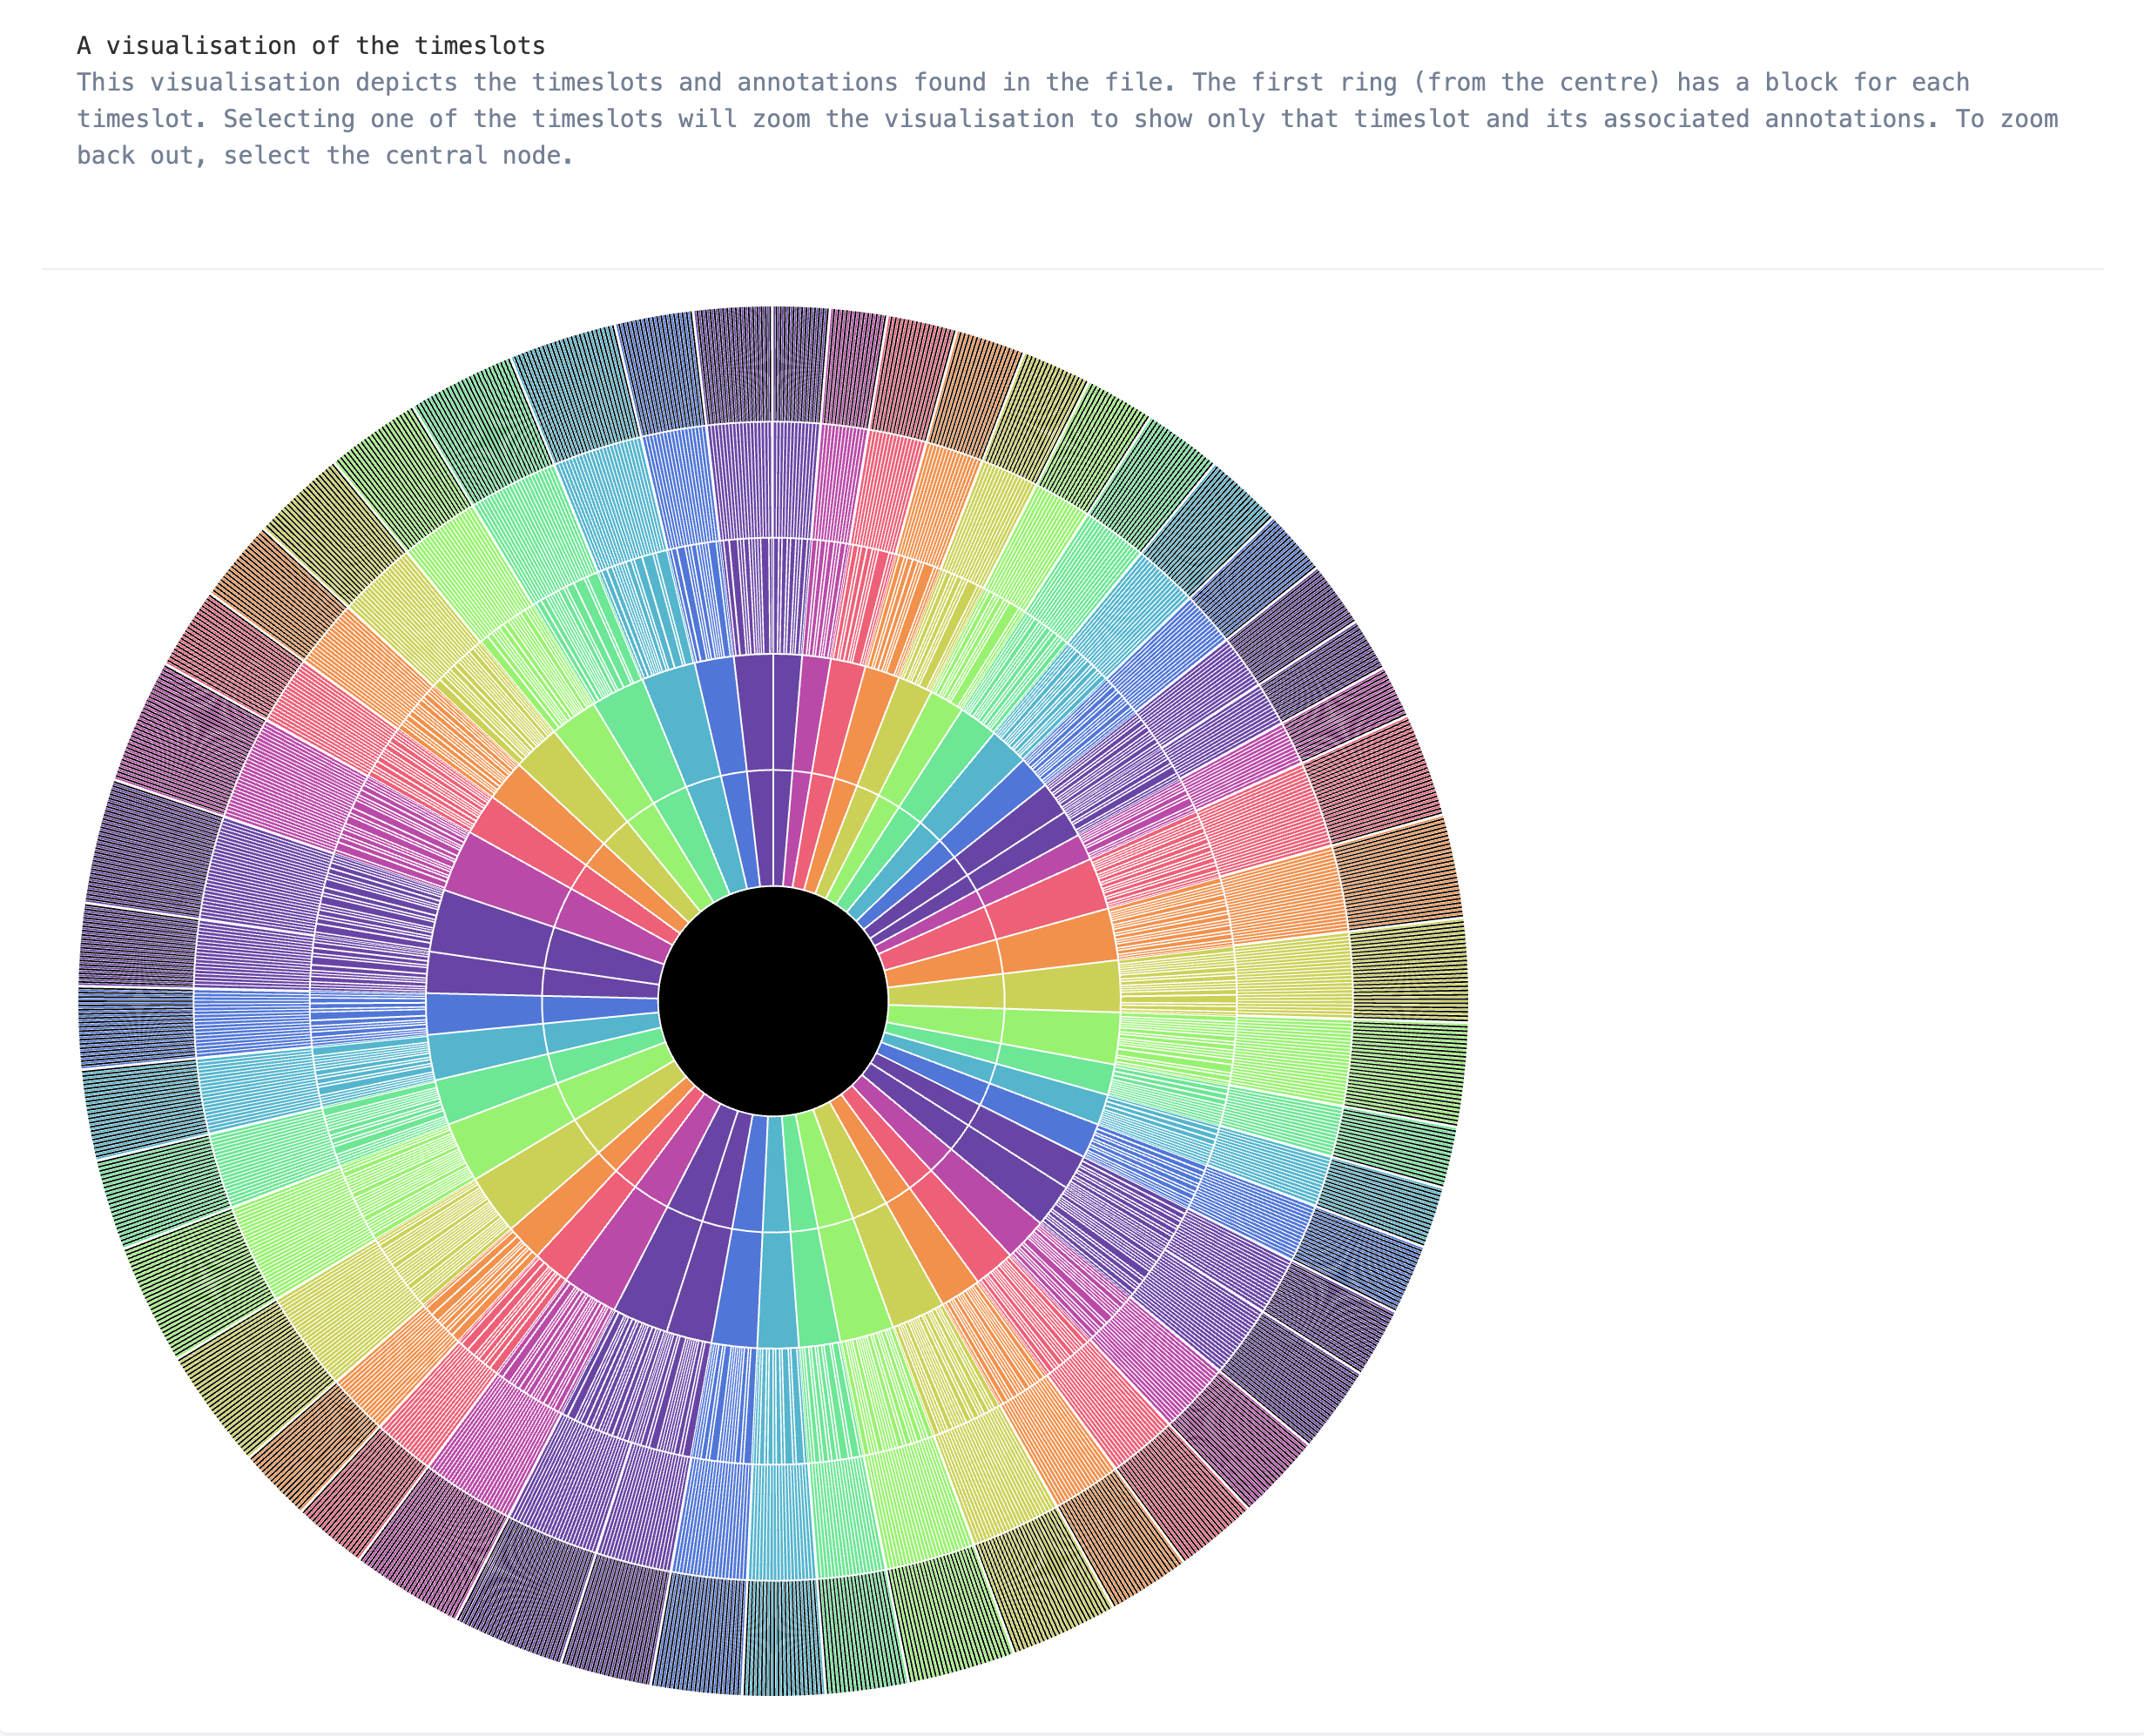 A visualisation of the timeslots
This visualisation depicts the timeslots and annotations found in the file. The first ring (from the centre) has a block for each
timeslot. Selecting one of the timeslots will zoom the visualisation to show only that timeslot and its associated annotations. To zoom
back out, select the central node.